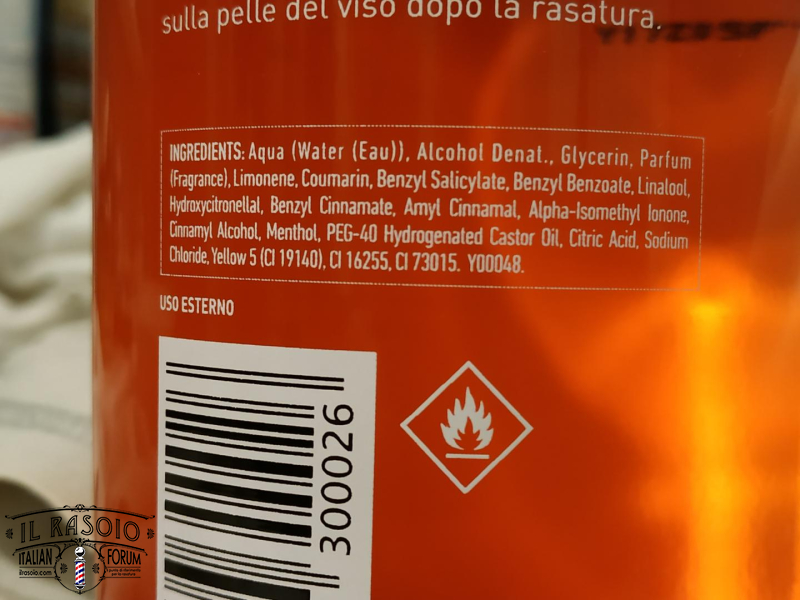 sulla pelle del viso dopo la rasatura.
INGREDIENTS: Aqua (Water (Eau)), Alcohol Denat., Glycerin, Parfum
(Fragrance), Limonene, Coumarin, Benzyl Salicylate, Benzyl Benzoate, Linalool,
Hydroxycitronellal, Benzyl Cinnamate, Amyl Cinnamal, Alpha-Isomethyl Ionone,
Cinnamyl Alcohol, Menthol, PEG-40 Hydrogenated Castor Oil, Citric Acid, Sodium
Chloride, Yellow 5 (CI 19140), CI 16255, CI 73015. Y00048.
USO ESTERNO
300026
IL RASOIO
ITALIAN FORUM
ilrasoio.com